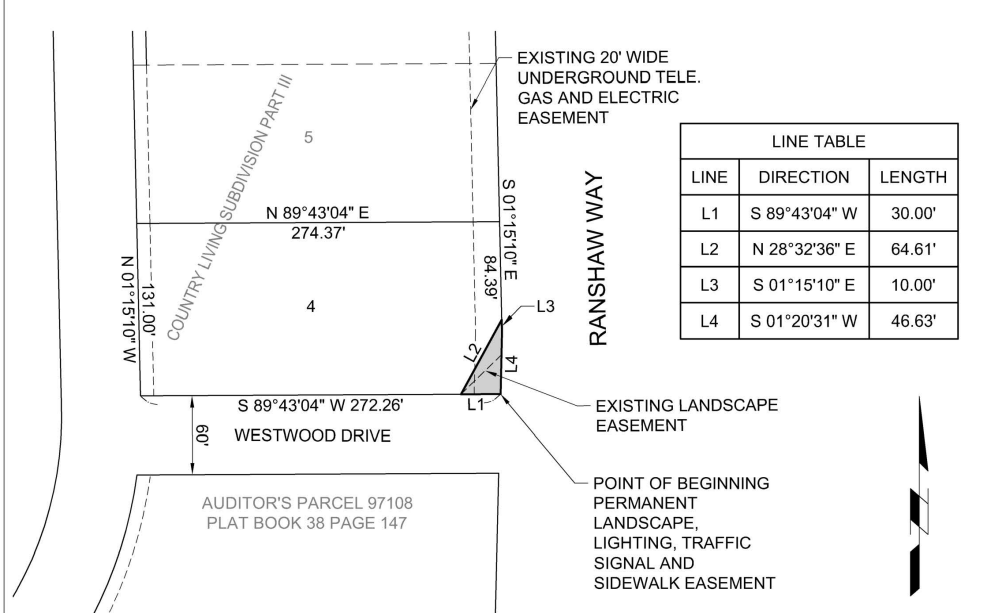 EXISTING 20' WIDE
UNDERGROUND TELE.
GAS AND ELECTRIC
EASEMENT
COUNTRY LIVING SUBDIVISION PART III
5
N 89°43'04" E
274.37'
S 01°15'10" E
84.39'
RANSHAW WAY
N 01°15'10" W
131.00'
4
L3
L2
L4
L1
S 89°43'04" W 272.26'
60'
WESTWOOD DRIVE
EXISTING LANDSCAPE
EASEMENT
POINT OF BEGINNING
PERMANENT
LANDSCAPE,
LIGHTING, TRAFFIC
SIGNAL AND
SIDEWALK EASEMENT
AUDITOR'S PARCEL 97108
PLAT BOOK 38 PAGE 147
LINE TABLE
LINE DIRECTION LENGTH
L1 S 89°43'04" W 30.00'
L2 N 28°32'36" E 64.61'
L3 S 01°15'10" E 10.00'
L4 S 01°20'31" W 46.63'
N